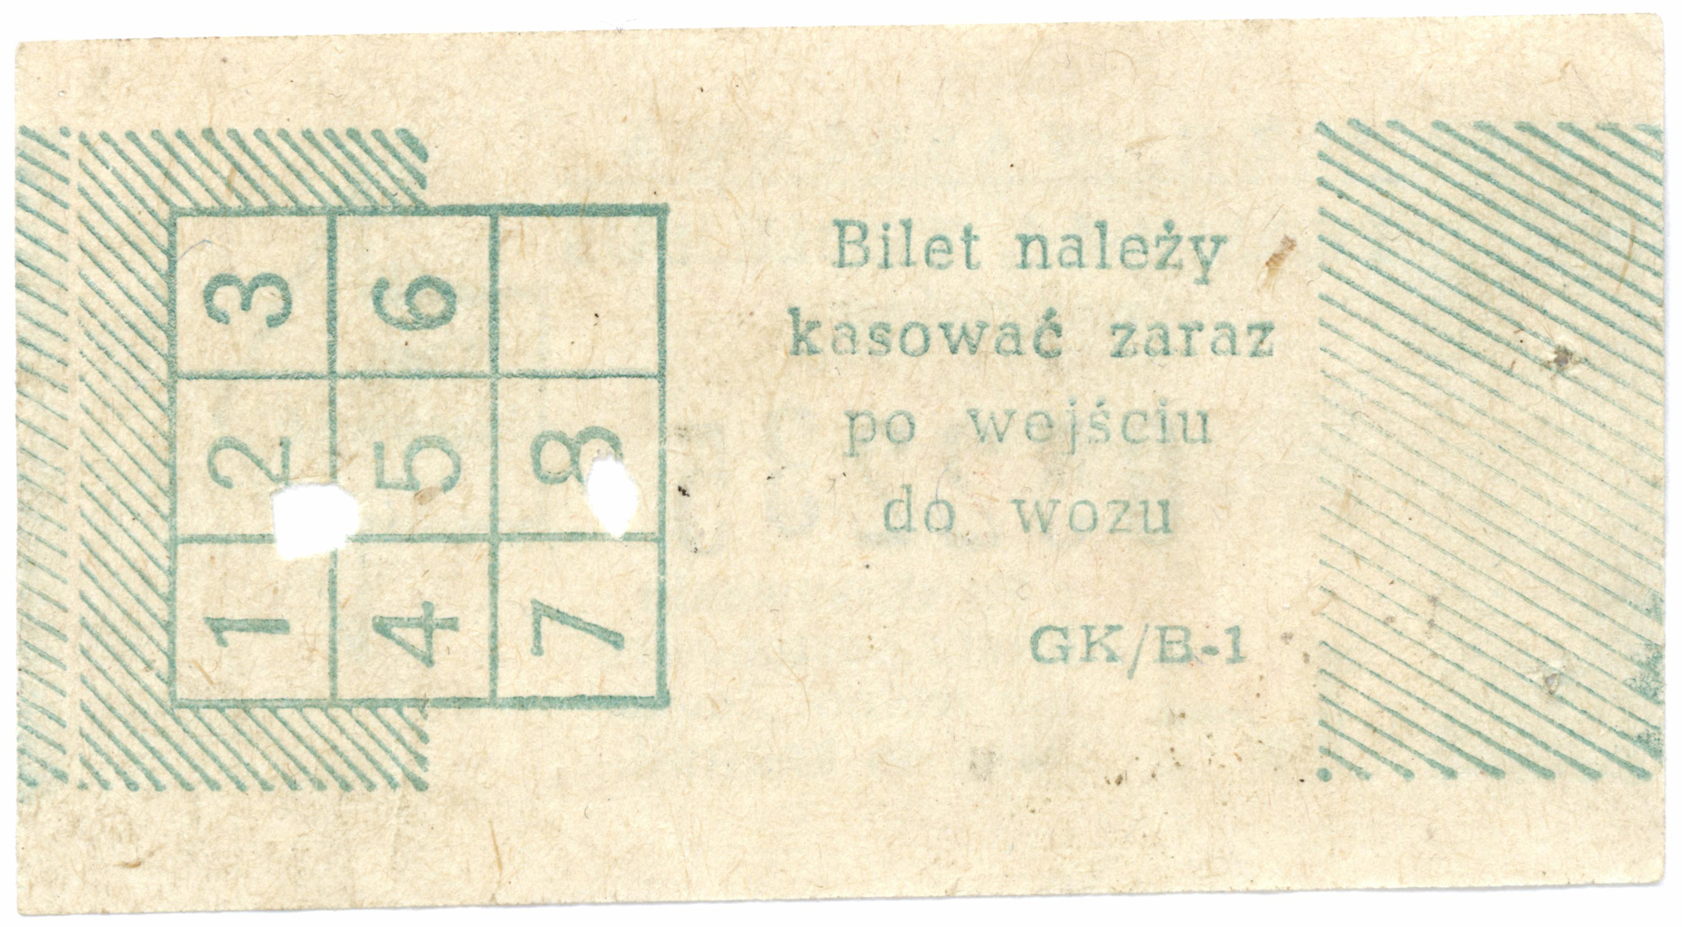 3 6
2 5 8
1 4 7
Bilet należy
kasować zaraz
po wejściu
do wozu
GK/B-1